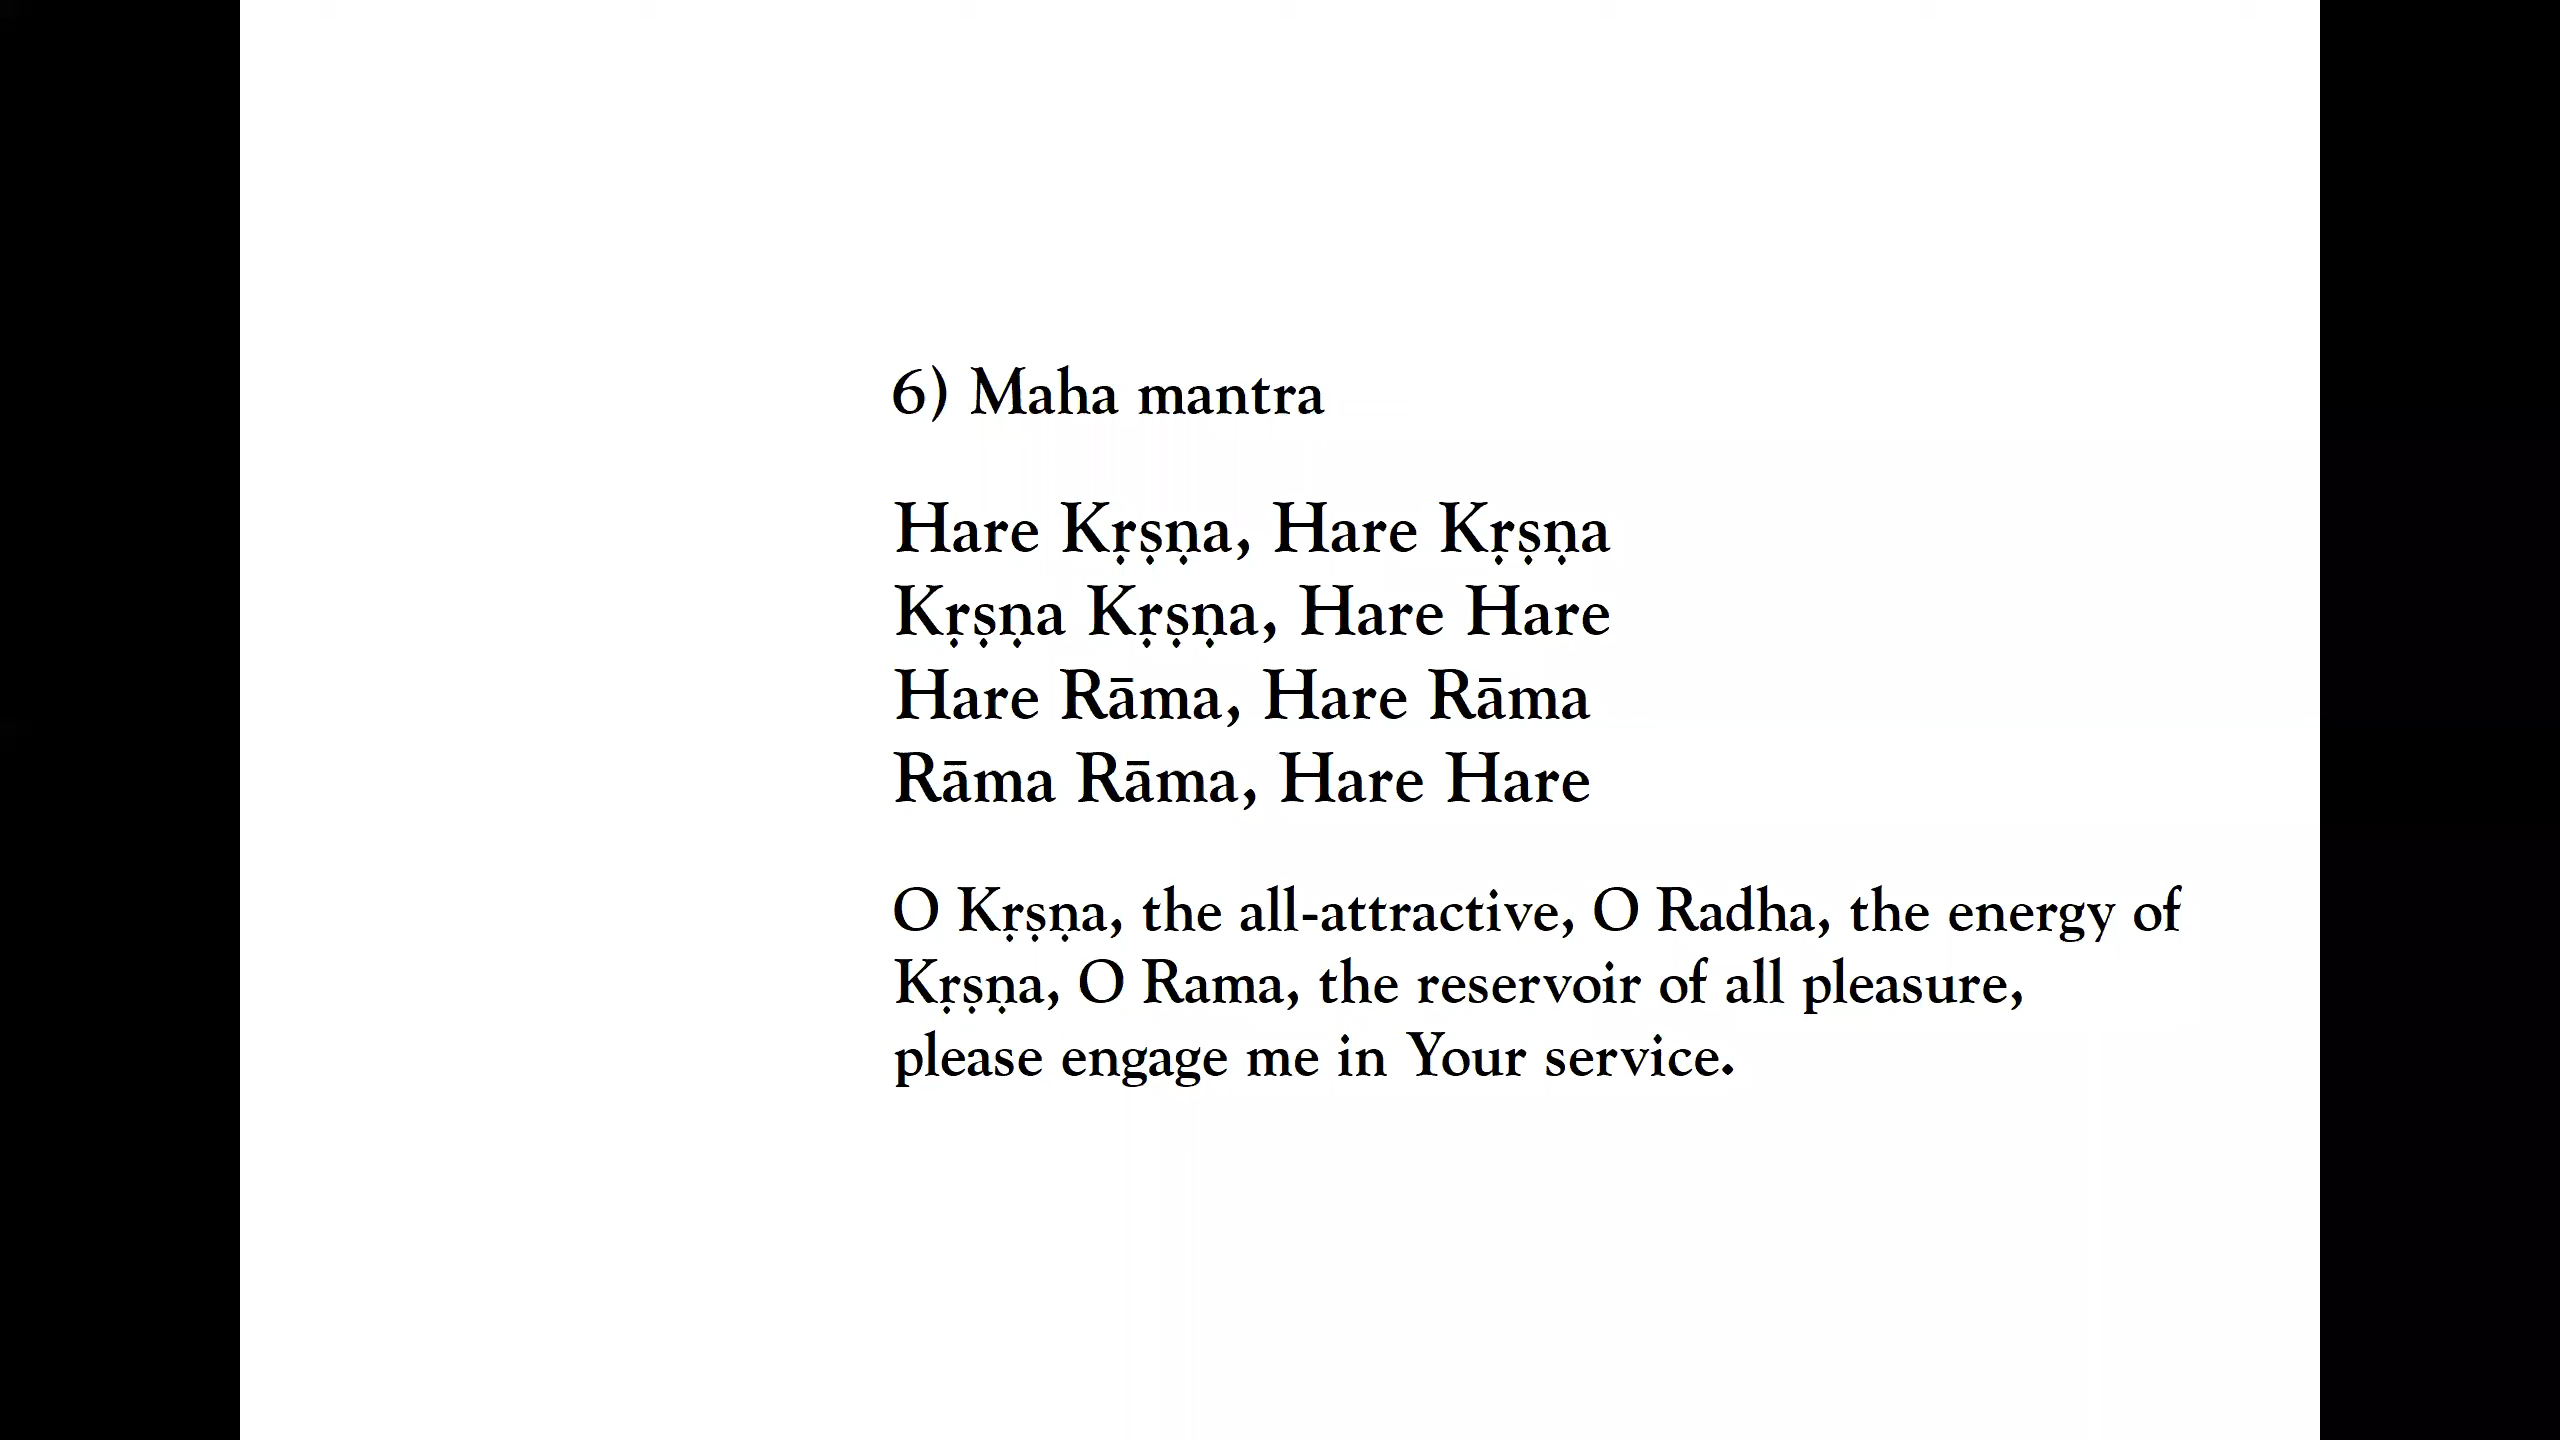 6) Maha mantra
Hare Kṛṣṇa, Hare Kṛṣṇa
Kṛṣṇa Kṛṣṇa, Hare Hare
Hare Rāma, Hare Rāma
Rāma Rāma, Hare Hare
O Kṛṣṇa, the all-attractive, O Radha, the energy of
Kṛṣṇa, O Rama, the reservoir of all pleasure,
please engage me in Your service.